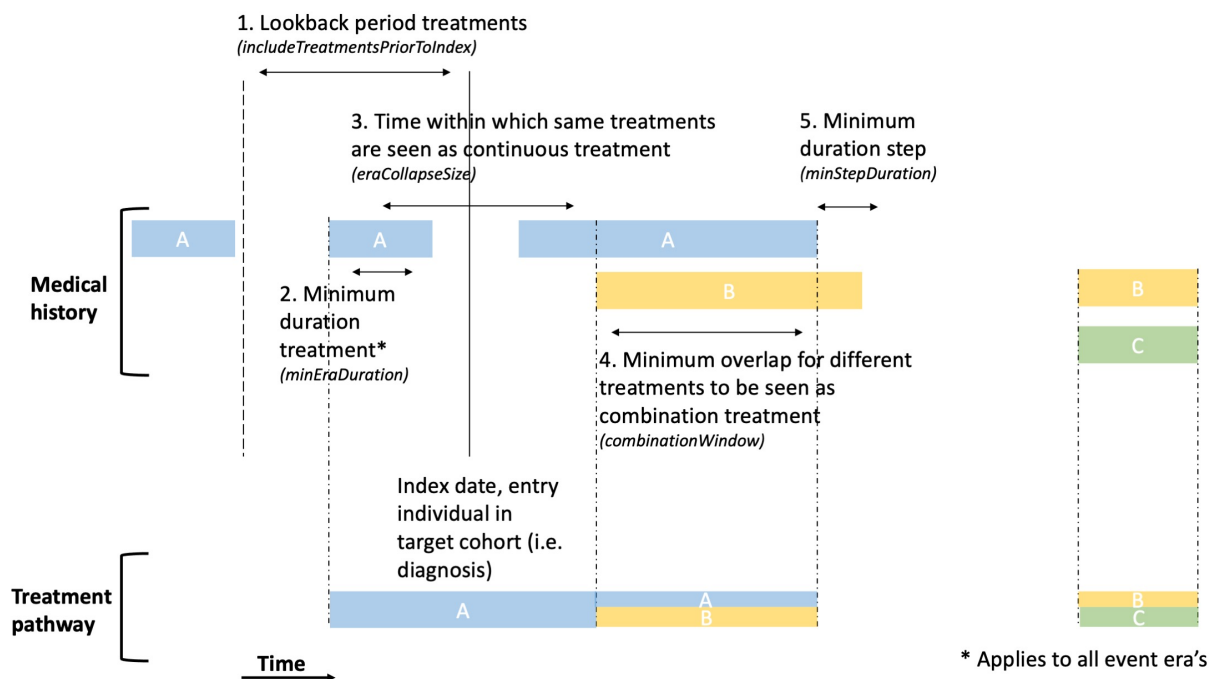 1. Lookback period treatments
(includeTreatmentsPriorToIndex)
3. Time within which same treatments
are seen as continuous treatment
(eraCollapseSize)
5. Minimum
duration step
(minStepDuration)
Medical
history
A
A
A
B
B
C
2. Minimum
duration
treatment*
(minEraDuration)
4. Minimum overlap for different
treatments to be seen as
combination treatment
(combinationWindow)
Index date, entry
individual in
target cohort (i.e.
diagnosis)
Treatment
pathway
A
A
B
B
C
Time
* Applies to all event era's